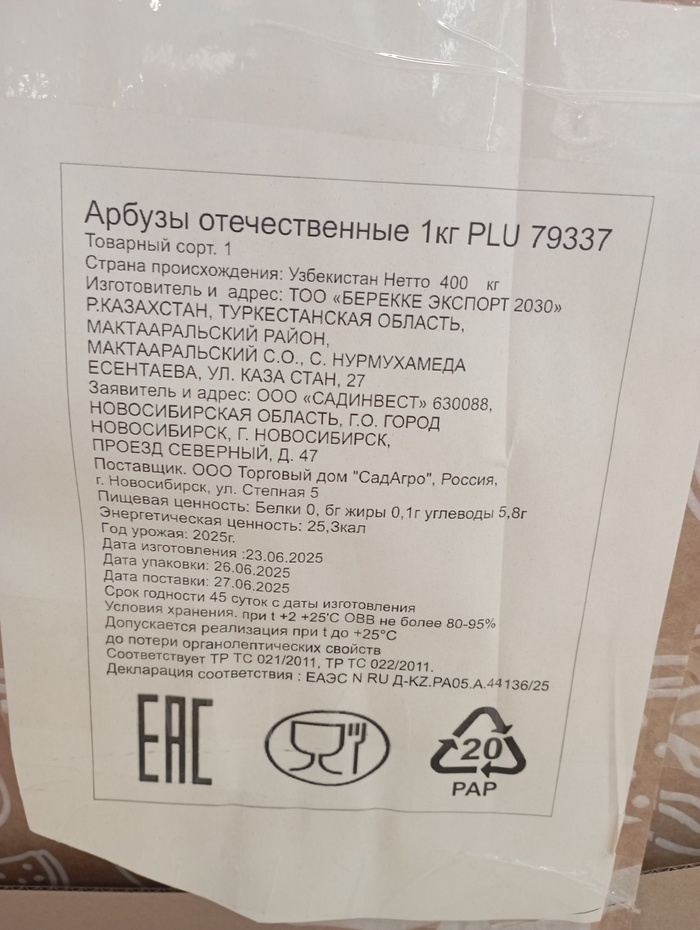 Арбузы отечественные 1кг PLU 79337
Товарный сорт. 1
Страна происхождения: Узбекистан Нетто 400 кг
Изготовитель и адрес: ТОО «БЕРЕККЕ ЭКСПОРТ 2030»
Р.КАЗАХСТАН, ТУРКЕСТАНСКАЯ ОБЛАСТЬ,
МАКТААРАЛЬСКИЙ РАЙОН,
МАКТААРАЛЬСКИЙ С.О., С. НУРМУХАМЕДА
ЕСЕНТАЕВА, УЛ. КАЗА СТАН, 27
Заявитель и адрес: ООО «САДИНВЕСТ» 630088,
НОВОСИБИРСКАЯ ОБЛАСТЬ, Г.О. ГОРОД
НОВОСИБИРСК, Г. НОВОСИБИРСК,
ПРОЕЗД СЕВЕРНЫЙ, Д. 47
Поставщик. ООО Торговый дом "СадАгро", Россия,
г. Новосибирск, ул. Степная 5
Пищевая ценность: Белки 0, 6г жиры 0,1г углеводы 5,8г
Энергетическая ценность: 25,3кал
Год урожая: 2025г.
Дата изготовления :23.06.2025
Дата упаковки: 26.06.2025
Дата поставки: 27.06.2025
Срок годности 45 суток с даты изготовления
Условия хранения. при t +2 +25'С ОВВ не более 80-95%
Допускается реализация при t до +25°С
до потери органолептических свойств
Соответствует ТР ТС 021/2011, ТР ТС 022/2011.
Декларация соответствия : ЕАЭС N RU Д-KZ.РА05.А.44136/25
EAC
20
PAP